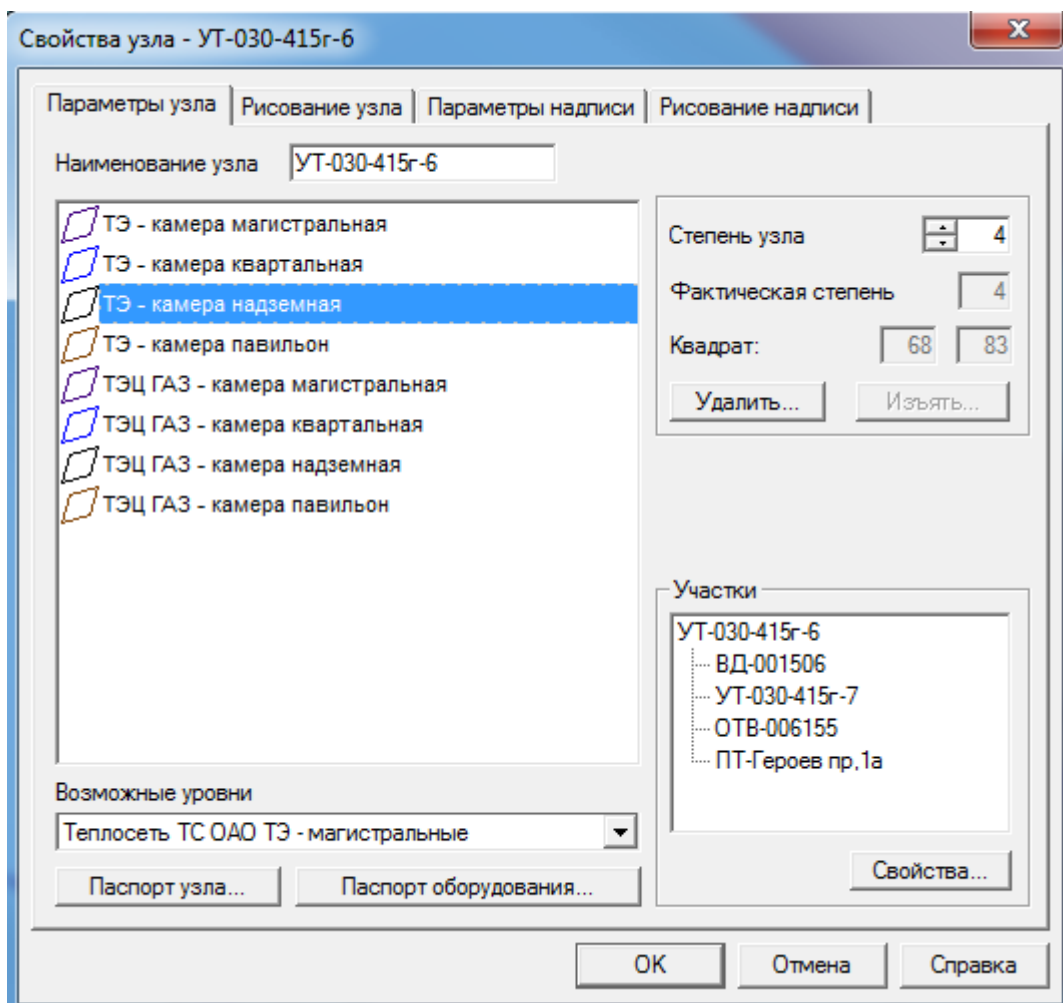 Свойства узла - УТ-030-415г-6
Параметры узла Рисование узла Параметры надписи Рисование надписи
Наименование узла УТ-030-415г-6
ТЭ - камера магистральная
ТЭ - камера квартальная
ТЭ - камера надземная
ТЭ - камера павильон
ТЭЦ ГАЗ - камера магистральная
ТЭЦ ГАЗ - камера квартальная
ТЭЦ ГАЗ - камера надземная
ТЭЦ ГАЗ - камера павильон
Возможные уровни
Теплосеть ТС ОАО ТЭ - магистральные
Паспорт узла... Паспорт оборудования...
Степень узла 4
Фактическая степень 4
Квадрат: 68 83
Удалить... Изъять...
Участки
УТ-030-415г-6
ВД-001506
УТ-030-415г-7
ОТВ-006155
ПТ-Героев пр,1а
Свойства...
OK Отмена Справка